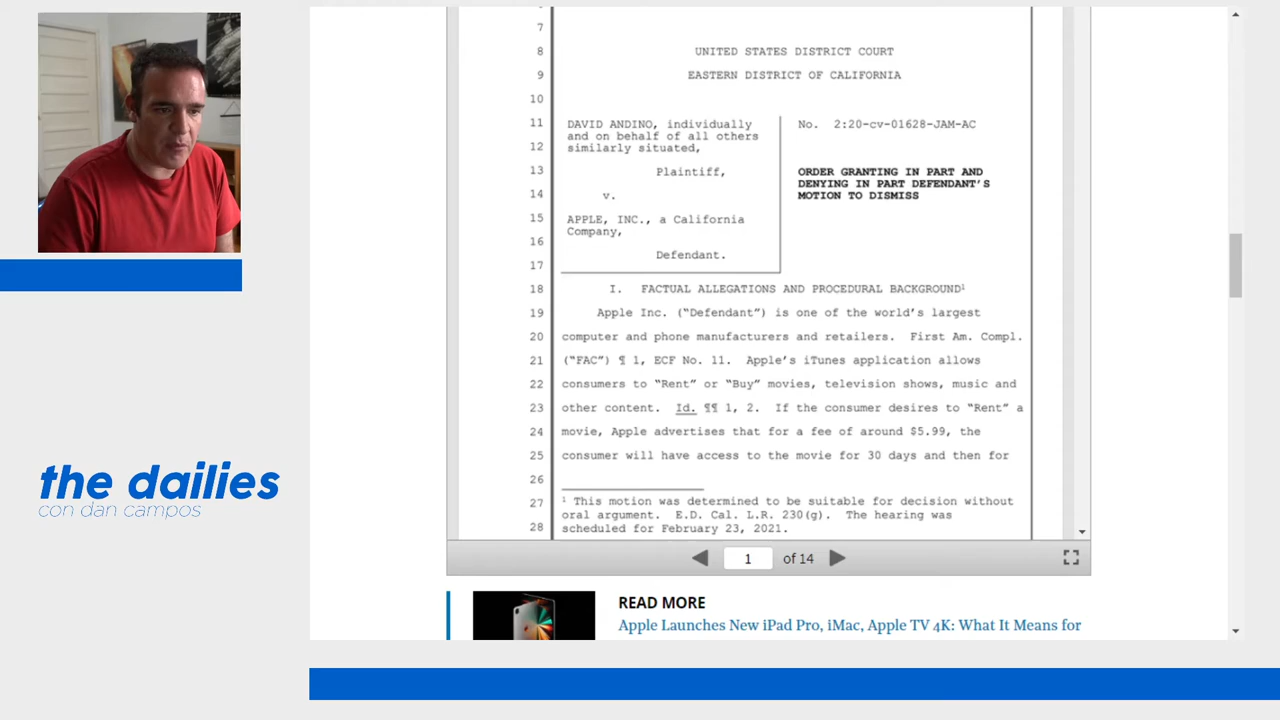 7
8 UNITED STATES DISTRICT COURT
9 EASTERN DISTRICT OF CALIFORNIA
10
11 DAVID ANDINO, individually No. 2:20-cv-01628-JAM-AC
and on behalf of all others
12 similarly situated,
13 Plaintiff, ORDER GRANTING IN PART AND
DENYING IN PART DEFENDANT'S
14 v. MOTION TO DISMISS
15 APPLE, INC., a California
16 Company,
17 Defendant.
18 I. FACTUAL ALLEGATIONS AND PROCEDURAL BACKGROUND¹
19 Apple Inc. (“Defendant”) is one of the world’s largest
20 computer and phone manufacturers and retailers. First Am. Compl.
21 (“FAC”) ¶ 1, ECF No. 11. Apple’s iTunes application allows
22 consumers to “Rent” or “Buy” movies, television shows, music and
23 other content. Id. ¶¶ 1, 2. If the consumer desires to “Rent” a
24 movie, Apple advertises that for a fee of around $5.99, the
25 consumer will have access to the movie for 30 days and then for
26
27 ¹ This motion was determined to be suitable for decision without
oral argument. E.D. Cal. L.R. 230(g). The hearing was
28 scheduled for February 23, 2021.
1 of 14
READ MORE
Apple Launches New iPad Pro, iMac, Apple TV 4K: What It Means for
the dailies
con dan campos